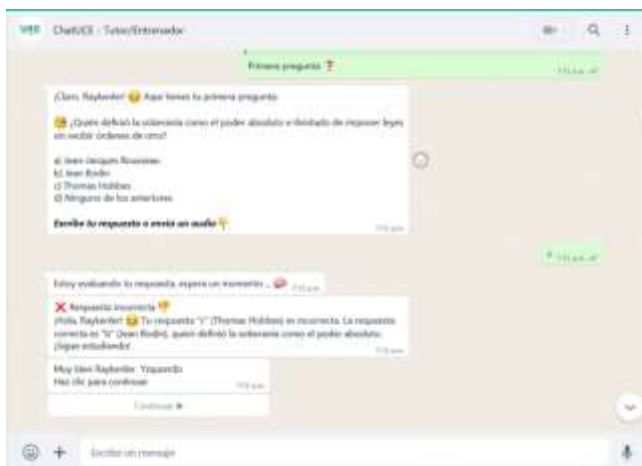 ChatUCE - Tutor/Entrenador
Primera pregunta ❓
¡Claro, Raykenler! Aquí tienes tu primera pregunta:
¿Quién definió la soberanía como el poder absoluto e ilimitado de imponer leyes
sin recibir órdenes de otro?
a) Jean-Jacques Rousseau
b) Jean Bodin
c) Thomas Hobbes
d) Ninguno de los anteriores
Escribe tu respuesta o envía un audio 👇
Estoy evaluando tu respuesta, espera un momento ...
❌ Respuesta incorrecta 👎
¡Hola, Raykenler! Tu respuesta "c" (Thomas Hobbes) es incorrecta. La respuesta
correcta es "b" (Jean Bodin), quien definió la soberanía como el poder absoluto.
¡Sigue estudiando!
Muy bien Raykenler
Haz clic para continuar
Continuar
Escribe un mensaje